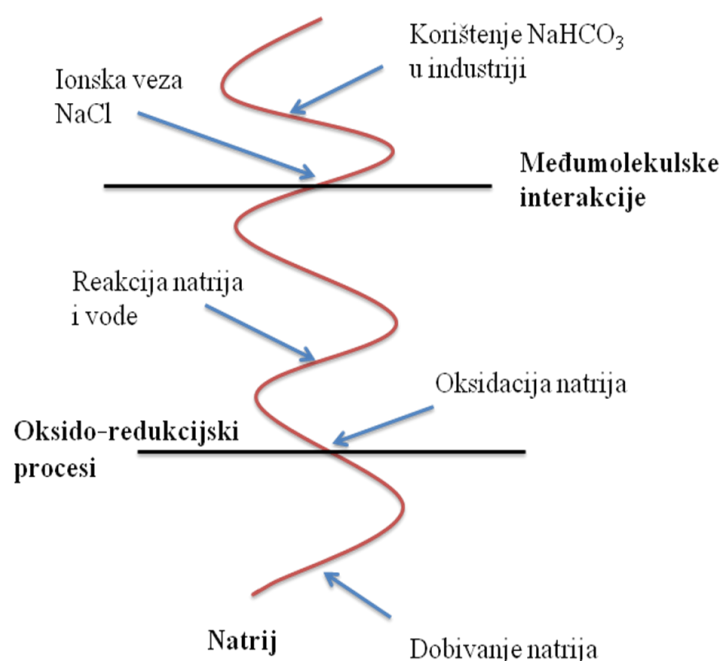 Korištenje NaHCO₃
u industriji
Ionska veza
NaCl
Međumolekulske
interakcije
Reakcija natrija
i vode
Oksidacija natrija
Oksido-redukcijski
procesi
Natrij
Dobivanje natrija